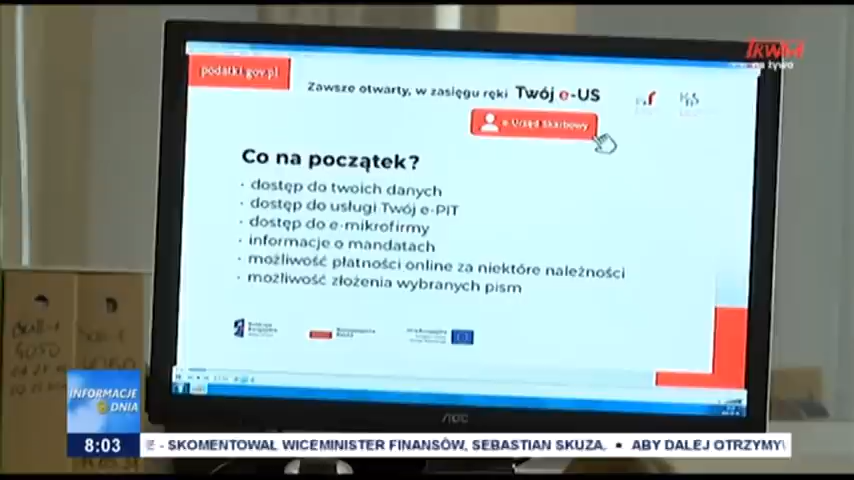 TRWAM
na żywo
podatki.gov.pl
Zawsze otwarty, w zasięgu ręki Twój e-US
e-Urząd Skarbowy
Co na początek?
· dostęp do twoich danych
· dostęp do usługi Twój e-PIT
· dostęp do e-mikrofirmy
· informacje o mandatach
· możliwość płatności online za niektóre należności
· możliwość złożenia wybranych pism
AOC
INFORMACJE
DNIA
8:03
E - SKOMENTOWAŁ WICEMINISTER FINANSÓW, SEBASTIAN SKUZA. • ABY DALEJ OTRZYMYW